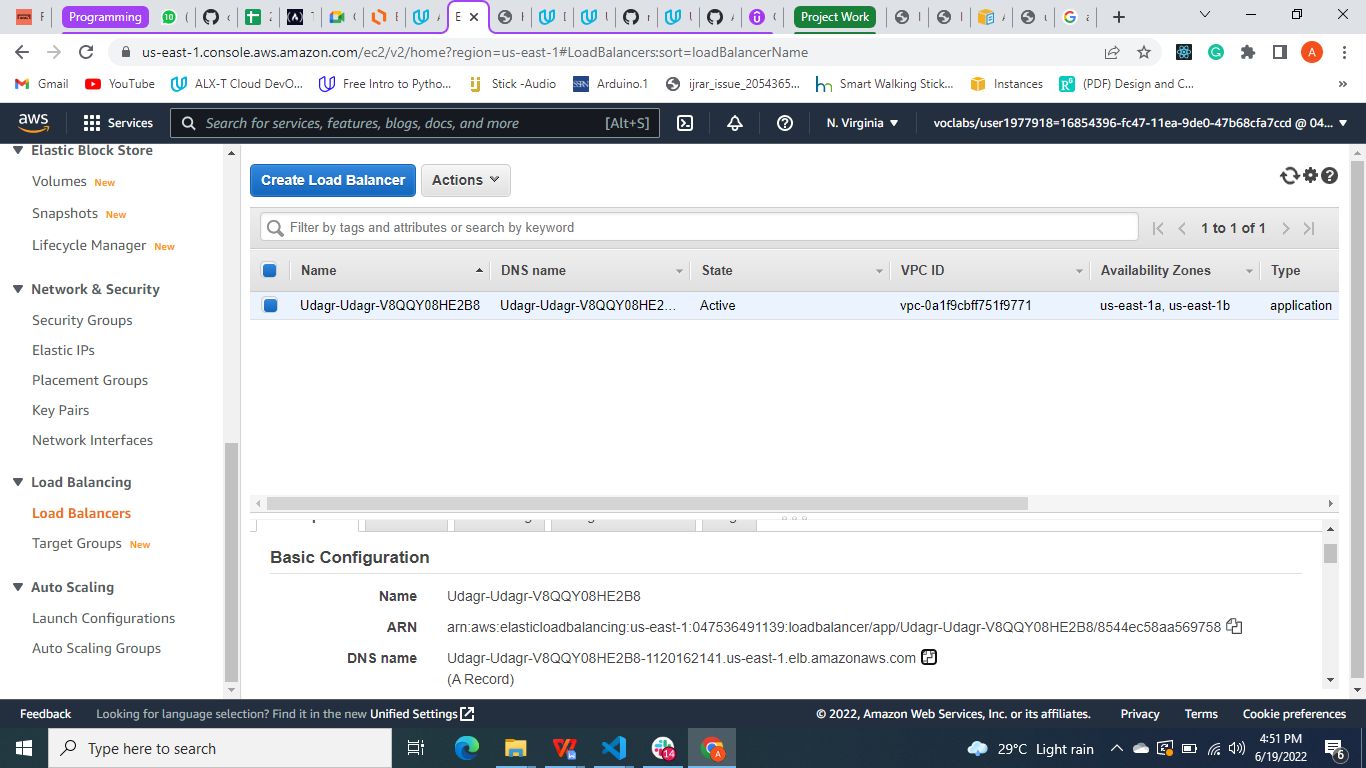 Programming
Project Work
us-east-1.console.aws.amazon.com/ec2/v2/home?region=us-east-1#LoadBalancers:sort=loadBalancerName
Gmail
YouTube
ALX-T Cloud DevO...
Free Intro to Pytho...
Stick -Audio
Arduino.1
ijrar_issue_2054365...
Smart Walking Stick...
Instances
(PDF) Design and C...
»
aws
Services
Search for services, features, blogs, docs, and more
[Alt+S]
N. Virginia
voclabs/user1977918=16854396-fc47-11ea-9de0-47b68cfa7ccd @ 04...
Elastic Block Store
Volumes New
Snapshots New
Lifecycle Manager New
Network & Security
Security Groups
Elastic IPs
Placement Groups
Key Pairs
Network Interfaces
Load Balancing
Load Balancers
Target Groups New
Auto Scaling
Launch Configurations
Auto Scaling Groups
Create Load Balancer
Actions
Filter by tags and attributes or search by keyword
1 to 1 of 1
Name DNS name State VPC ID Availability Zones Type
Udagr-Udagr-V8QQY08HE2B8 Udagr-Udagr-V8QQY08HE2... Active vpc-0a1f9cbff751f9771 us-east-1a, us-east-1b application
Basic Configuration
Name Udagr-Udagr-V8QQY08HE2B8
ARN arn:aws:elasticloadbalancing:us-east-1:047536491139:loadbalancer/app/Udagr-Udagr-V8QQY08HE2B8/8544ec58aa569758
DNS name Udagr-Udagr-V8QQY08HE2B8-1120162141.us-east-1.elb.amazonaws.com
(A Record)
Feedback
Looking for language selection? Find it in the new Unified Settings
© 2022, Amazon Web Services, Inc. or its affiliates.
Privacy
Terms
Cookie preferences
Type here to search
14
29°C Light rain
4:51 PM
6/19/2022
6